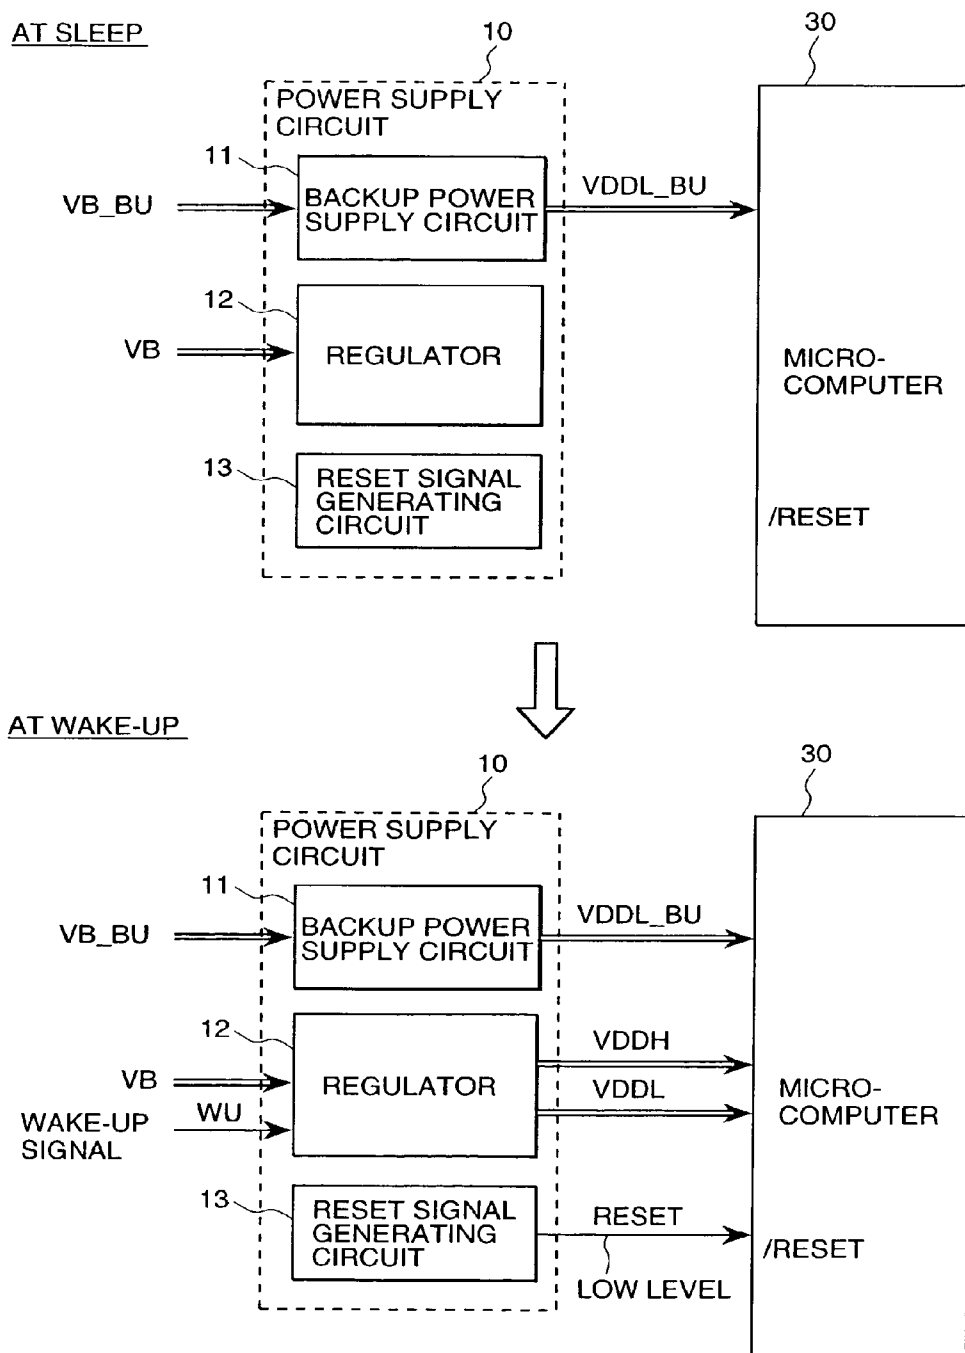 AT SLEEP
10
30
POWER SUPPLY
CIRCUIT
11
VB_BU
BACKUP POWER
SUPPLY CIRCUIT
VDDL_BU
12
VB
REGULATOR
MICRO-
COMPUTER
13
RESET SIGNAL
GENERATING
CIRCUIT
/RESET
AT WAKE-UP
10
30
POWER SUPPLY
CIRCUIT
11
VB_BU
BACKUP POWER
SUPPLY CIRCUIT
VDDL_BU
12
VDDH
VB
REGULATOR
VDDL
MICRO-
COMPUTER
WAKE-UP
SIGNAL
WU
13
RESET SIGNAL
GENERATING
CIRCUIT
RESET
/RESET
LOW LEVEL